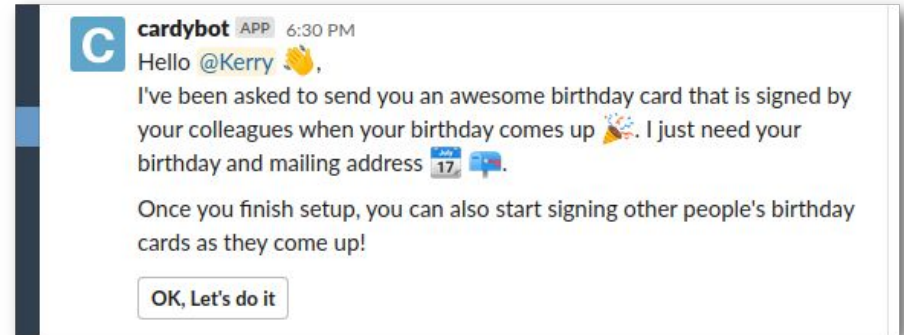 C
cardybot APP 6:30 PM
Hello @Kerry 👋,
I've been asked to send you an awesome birthday card that is signed by
your colleagues when your birthday comes up 🎉. I just need your
birthday and mailing address 📅 📪.
Once you finish setup, you can also start signing other people's birthday
cards as they come up!
OK, Let's do it